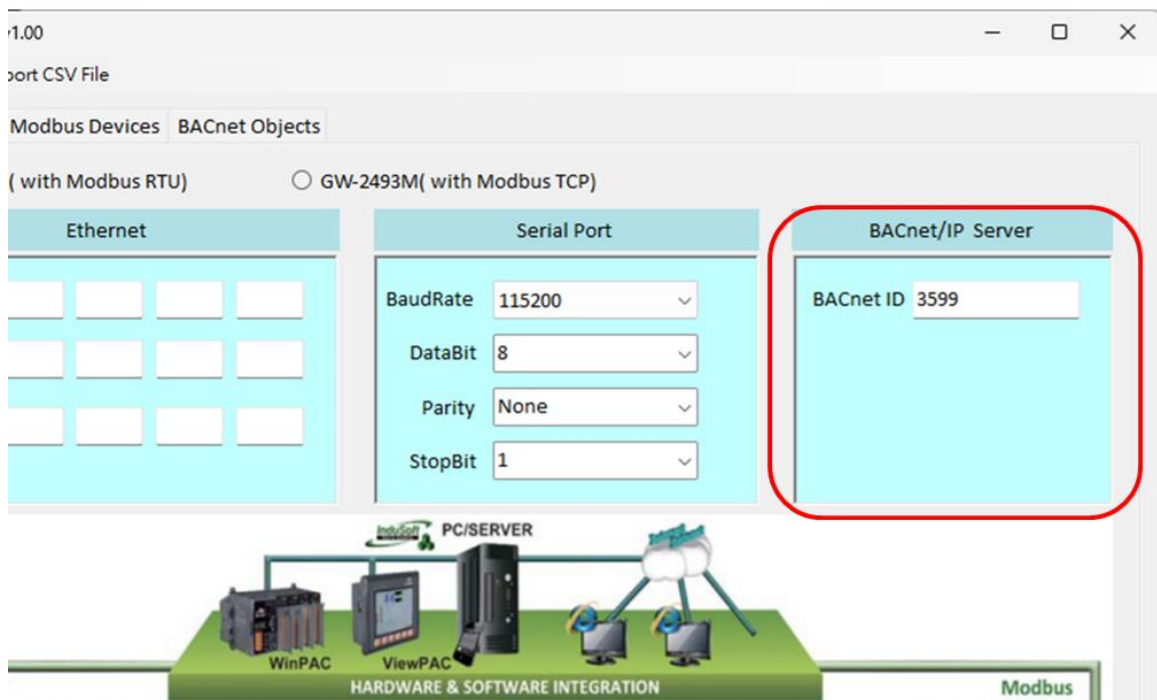 v1.00
port CSV File
Modbus Devices BACnet Objects
( with Modbus RTU) GW-2493M( with Modbus TCP)
Ethernet Serial Port BACnet/IP Server
BaudRate 115200 BACnet ID 3599
DataBit 8
Parity None
StopBit 1
InduSoft PC/SERVER
WinPAC ViewPAC
HARDWARE & SOFTWARE INTEGRATION
Modbus